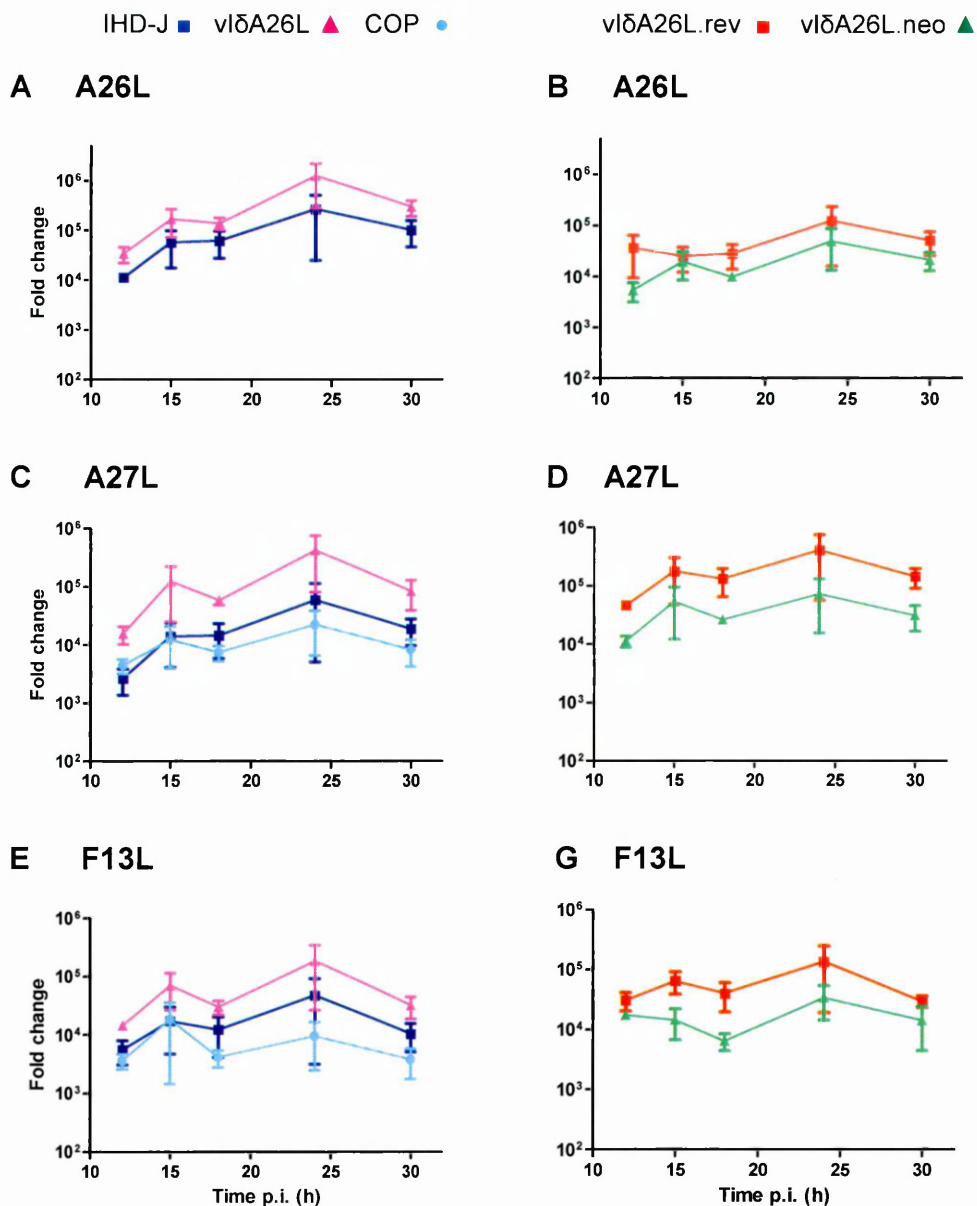 IHD-J vlδA26L COP vlδA26L.rev vlδA26L.neo
A A26L
B A26L
Fold change
10⁶
10⁵
10⁴
10³
10²
10 15 20 25 30
10⁶
10⁵
10⁴
10³
10²
10 15 20 25 30
C A27L
D A27L
Fold change
10⁶
10⁵
10⁴
10³
10²
10 15 20 25 30
10⁶
10⁵
10⁴
10³
10²
10 15 20 25 30
E F13L
G F13L
Fold change
10⁶
10⁵
10⁴
10³
10²
10 15 20 25 30
Time p.i. (h)
10⁶
10⁵
10⁴
10³
10²
10 15 20 25 30
Time p.i. (h)